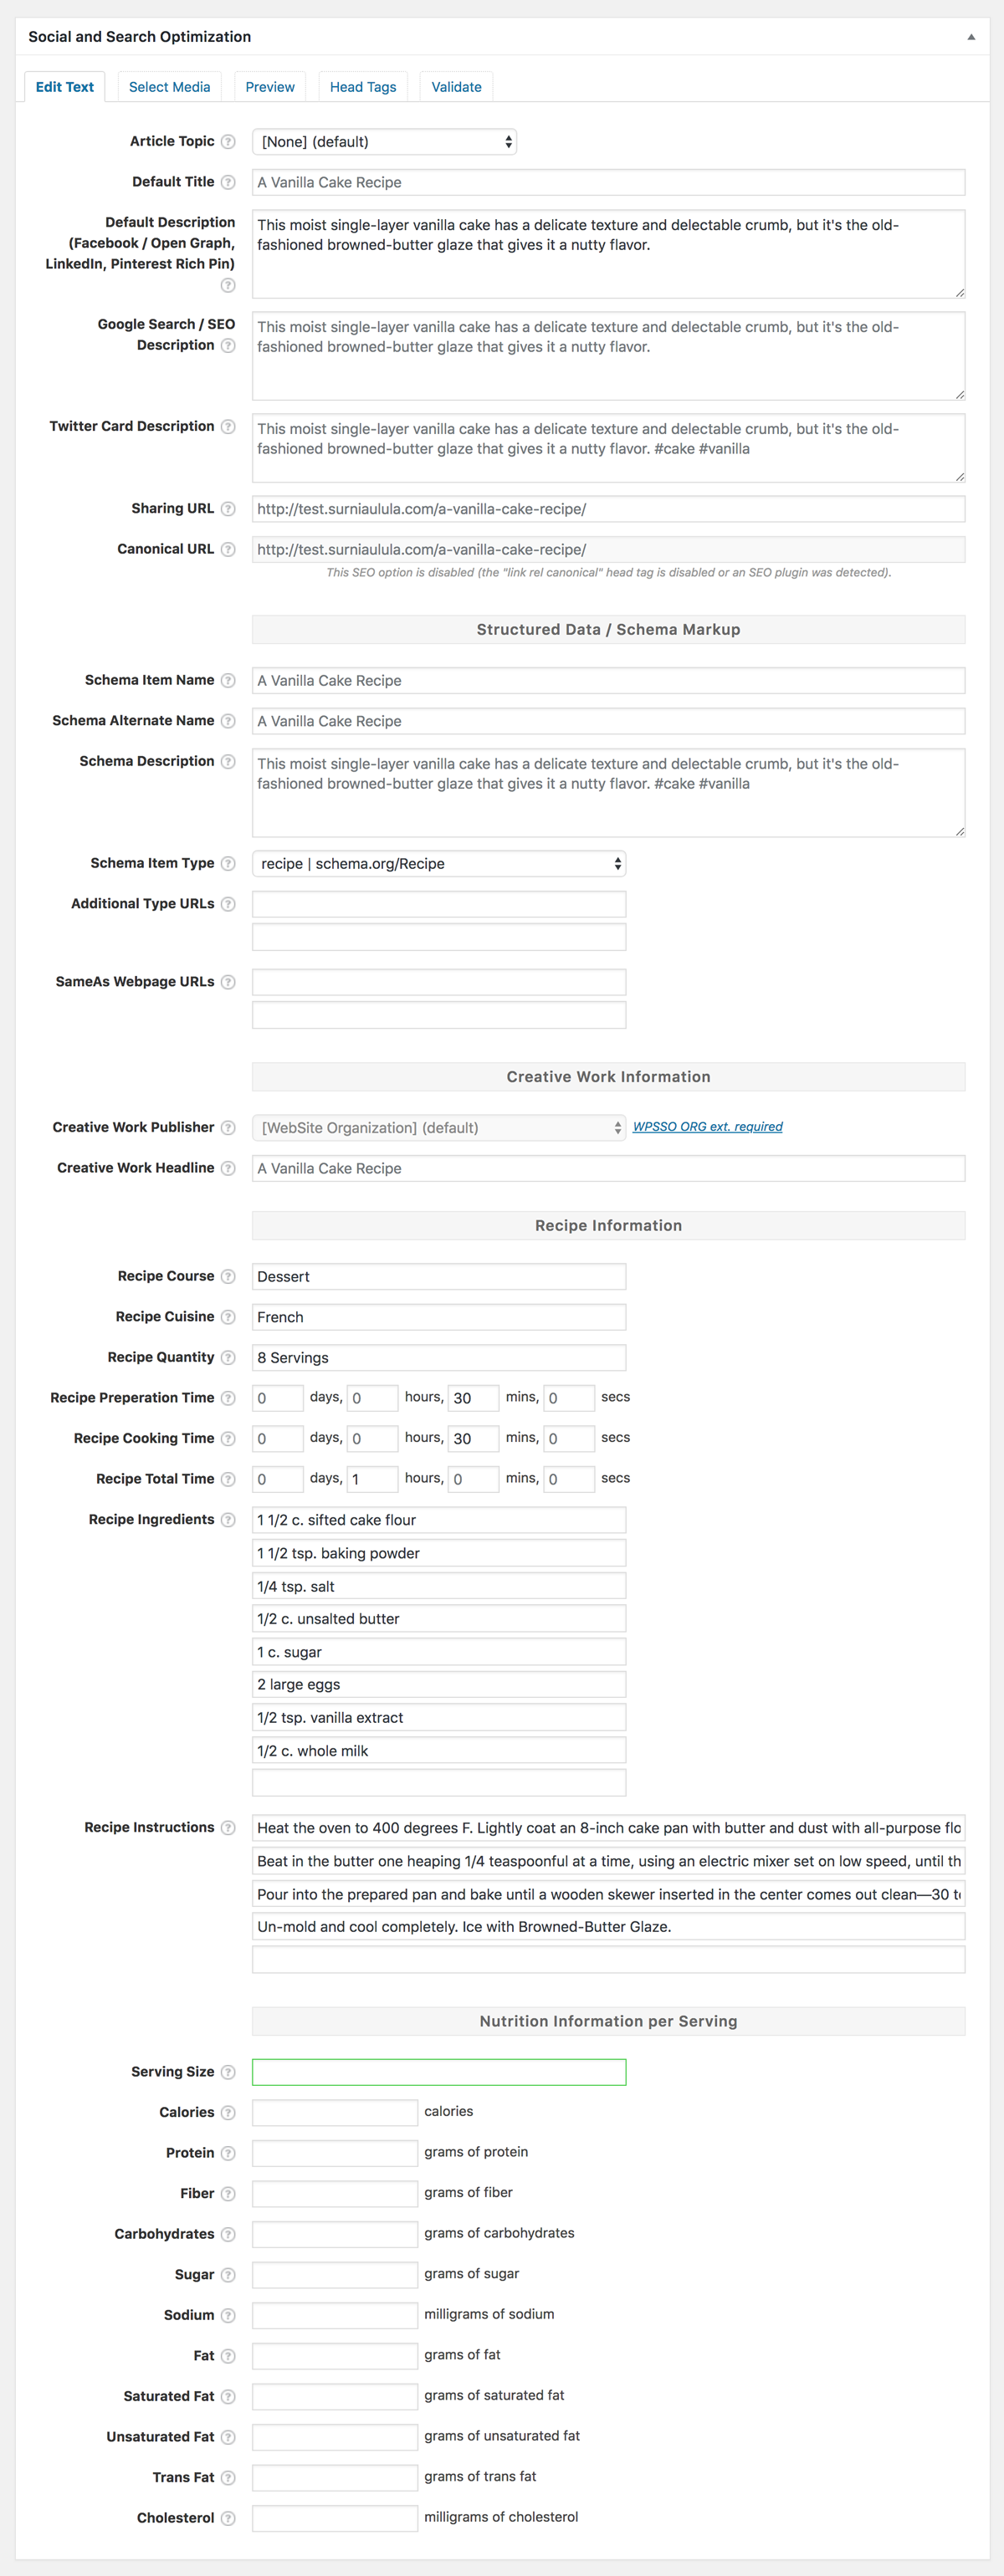 Social and Search Optimization
Edit Text
Select Media
Preview
Head Tags
Validate
Article Topic
[None] (default)
Default Title
A Vanilla Cake Recipe
Default Description
(Facebook / Open Graph,
LinkedIn, Pinterest Rich Pin)
This moist single-layer vanilla cake has a delicate texture and delectable crumb, but it's the old-
fashioned browned-butter glaze that gives it a nutty flavor.
Google Search / SEO
Description
This moist single-layer vanilla cake has a delicate texture and delectable crumb, but it's the old-
fashioned browned-butter glaze that gives it a nutty flavor.
Twitter Card Description
This moist single-layer vanilla cake has a delicate texture and delectable crumb, but it's the old-
fashioned browned-butter glaze that gives it a nutty flavor. #cake #vanilla
Sharing URL
http://test.surniaulula.com/a-vanilla-cake-recipe/
Canonical URL
http://test.surniaulula.com/a-vanilla-cake-recipe/
This SEO option is disabled (the "link rel canonical" head tag is disabled or an SEO plugin was detected).
Structured Data / Schema Markup
Schema Item Name
A Vanilla Cake Recipe
Schema Alternate Name
A Vanilla Cake Recipe
Schema Description
This moist single-layer vanilla cake has a delicate texture and delectable crumb, but it's the old-
fashioned browned-butter glaze that gives it a nutty flavor. #cake #vanilla
Schema Item Type
recipe | schema.org/Recipe
Additional Type URLs
SameAs Webpage URLs
Creative Work Information
Creative Work Publisher
[WebSite Organization] (default)
WPSSO ORG ext. required
Creative Work Headline
A Vanilla Cake Recipe
Recipe Information
Recipe Course
Dessert
Recipe Cuisine
French
Recipe Quantity
8 Servings
Recipe Preperation Time
0 days, 0 hours, 30 mins, 0 secs
Recipe Cooking Time
0 days, 0 hours, 30 mins, 0 secs
Recipe Total Time
0 days, 1 hours, 0 mins, 0 secs
Recipe Ingredients
1 1/2 c. sifted cake flour
1 1/2 tsp. baking powder
1/4 tsp. salt
1/2 c. unsalted butter
1 c. sugar
2 large eggs
1/2 tsp. vanilla extract
1/2 c. whole milk
Recipe Instructions
Heat the oven to 400 degrees F. Lightly coat an 8-inch cake pan with butter and dust with all-purpose flo
Beat in the butter one heaping 1/4 teaspoonful at a time, using an electric mixer set on low speed, until th
Pour into the prepared pan and bake until a wooden skewer inserted in the center comes out clean—30 t
Un-mold and cool completely. Ice with Browned-Butter Glaze.
Nutrition Information per Serving
Serving Size
Calories
calories
Protein
grams of protein
Fiber
grams of fiber
Carbohydrates
grams of carbohydrates
Sugar
grams of sugar
Sodium
milligrams of sodium
Fat
grams of fat
Saturated Fat
grams of saturated fat
Unsaturated Fat
grams of unsaturated fat
Trans Fat
grams of trans fat
Cholesterol
milligrams of cholesterol